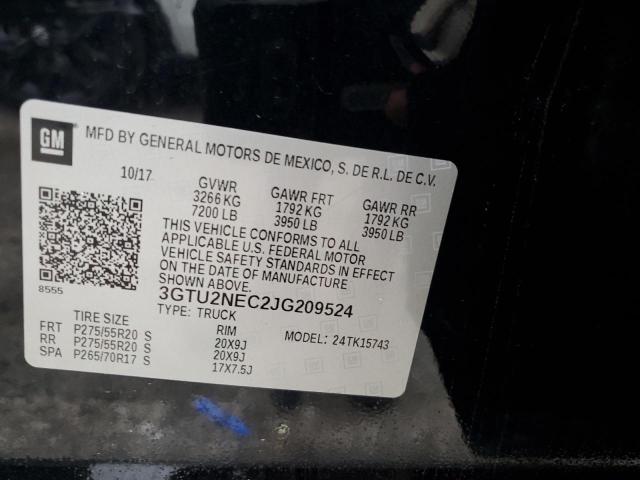 GM
MFD BY GENERAL MOTORS DE MEXICO, S. DE R.L. DE C.V.
10/17 GVWR GAWR FRT GAWR RR
3266 KG 1792 KG 1792 KG
7200 LB 3950 LB 3950 LB
THIS VEHICLE CONFORMS TO ALL
APPLICABLE U.S. FEDERAL MOTOR
VEHICLE SAFETY STANDARDS IN EFFECT
ON THE DATE OF MANUFACTURE
SHOWN ABOVE.
8555
3GTU2NEC2JG209524
TYPE: TRUCK
TIRE SIZE RIM MODEL: 24TK15743
FRT P275/55R20 S 20X9J
RR P275/55R20 S 20X9J
SPA P265/70R17 S 17X7.5J